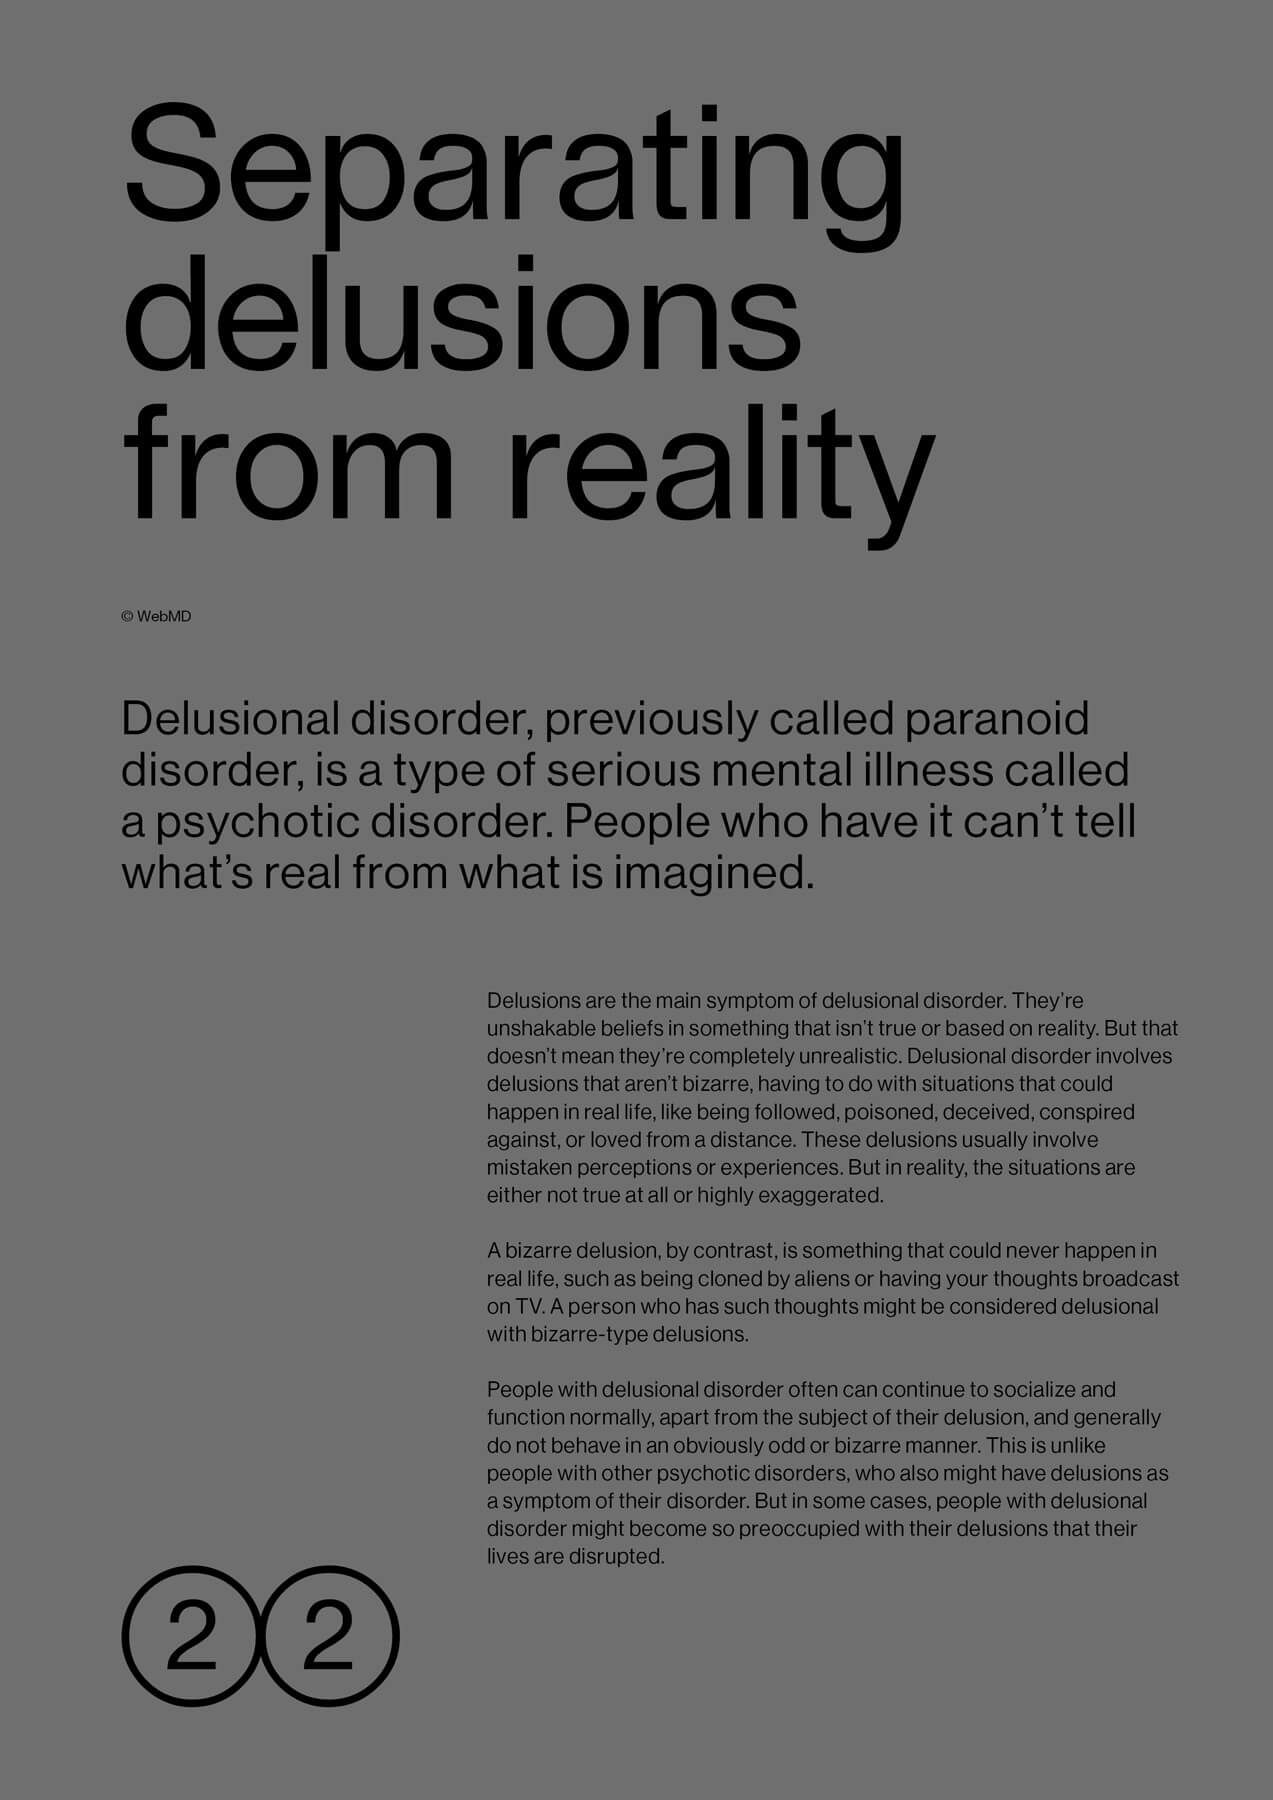 Separating
delusions
from reality
© WebMD
Delusional disorder, previously called paranoid
disorder, is a type of serious mental illness called
a psychotic disorder. People who have it can’t tell
what’s real from what is imagined.
Delusions are the main symptom of delusional disorder. They’re
unshakable beliefs in something that isn’t true or based on reality. But that
doesn’t mean they’re completely unrealistic. Delusional disorder involves
delusions that aren’t bizarre, having to do with situations that could
happen in real life, like being followed, poisoned, deceived, conspired
against, or loved from a distance. These delusions usually involve
mistaken perceptions or experiences. But in reality, the situations are
either not true at all or highly exaggerated.
A bizarre delusion, by contrast, is something that could never happen in
real life, such as being cloned by aliens or having your thoughts broadcast
on TV. A person who has such thoughts might be considered delusional
with bizarre-type delusions.
People with delusional disorder often can continue to socialize and
function normally, apart from the subject of their delusion, and generally
do not behave in an obviously odd or bizarre manner. This is unlike
people with other psychotic disorders, who also might have delusions as
a symptom of their disorder. But in some cases, people with delusional
disorder might become so preoccupied with their delusions that their
lives are disrupted.
2 2